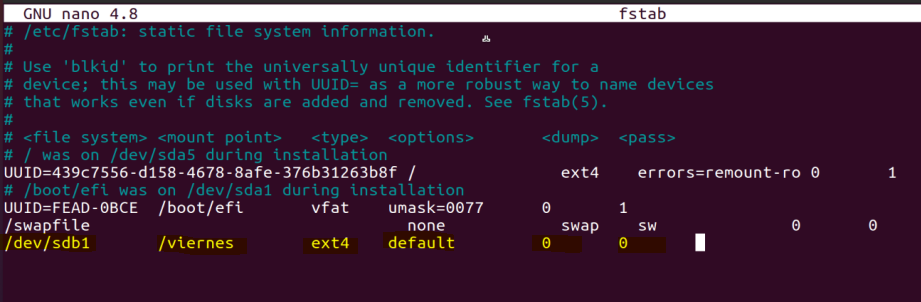 GNU nano 4.8 fstab
# /etc/fstab: static file system information.
#
# Use 'blkid' to print the universally unique identifier for a
# device; this may be used with UUID= as a more robust way to name devices
# that works even if disks are added and removed. See fstab(5).
#
# <file system> <mount point> <type> <options> <dump> <pass>
# / was on /dev/sda5 during installation
UUID=439c7556-d158-4678-8afe-376b31263b8f / ext4 errors=remount-ro 0 1
# /boot/efi was on /dev/sda1 during installation
UUID=FEAD-0BCE /boot/efi vfat umask=0077 0 1
/swapfile none swap sw 0 0
/dev/sdb1 /viernes ext4 default 0 0